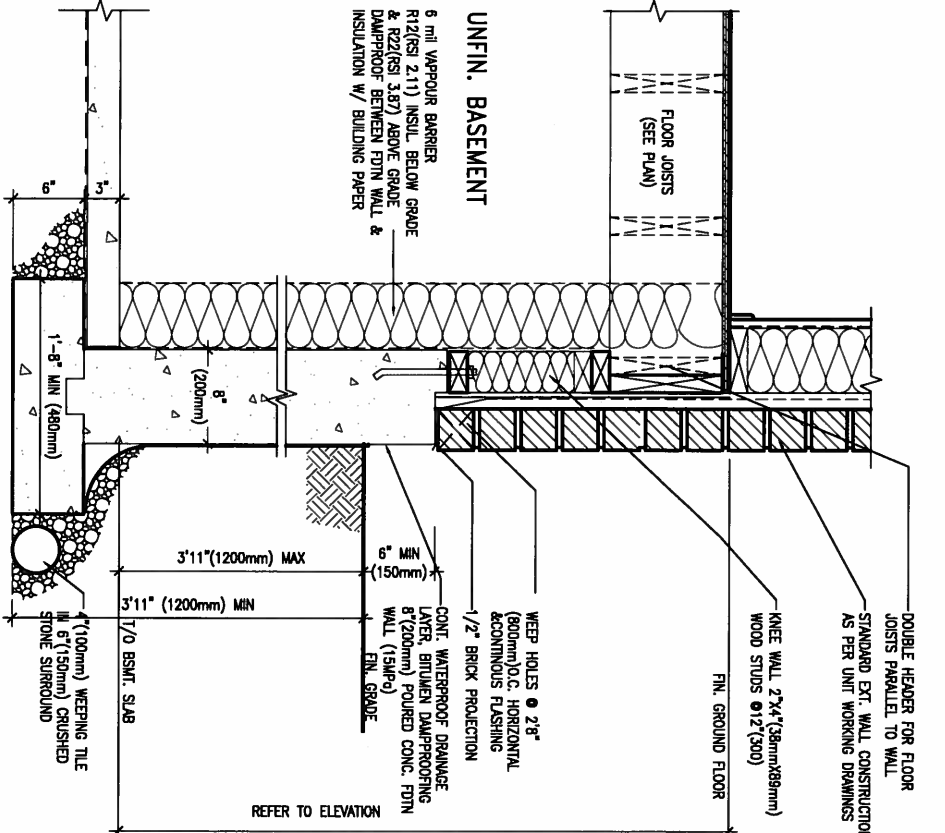 UNFIN. BASEMENT
6 mil VAPPOUR BARRIER
R12(RSI 2.11) INSUL. BELOW GRADE
& R22(RSI 3.87) ABOVE GRADE
DAMPPROOF BETWEEN FDTN WALL &
INSULATION W/ BUILDING PAPER
FLOOR JOISTS
(SEE PLAN)
6"
3"
1'-8" MIN (480mm)
8"
(200mm)
DOUBLE HEADER FOR FLOOR
JOISTS PARALLEL TO WALL
STANDARD EXT. WALL CONSTRUCTION
AS PER UNIT WORKING DRAWINGS
KNEE WALL 2"X4"(38mmX89mm)
WOOD STUDS @12"(300)
FIN. GROUND FLOOR
WEEP HOLES @ 2'8"
(800mm)O.C. HORIZONTAL
&CONTINOUS FLASHING
1/2" BRICK PROJECTION
CONT. WATERPROOF DRAINAGE
LAYER, BITUMEN DAMPPROOFING
8"(200mm) POURED CONC. FDTN
WALL (15MPa)
FIN. GRADE
6" MIN
(150mm)
3'11"(1200mm) MAX
3'11" (1200mm) MIN
T/O BSMT. SLAB
4"(100mm) WEEPING TILE
IN 6"(150mm) CRUSHED
STONE SURROUND
REFER TO ELEVATION